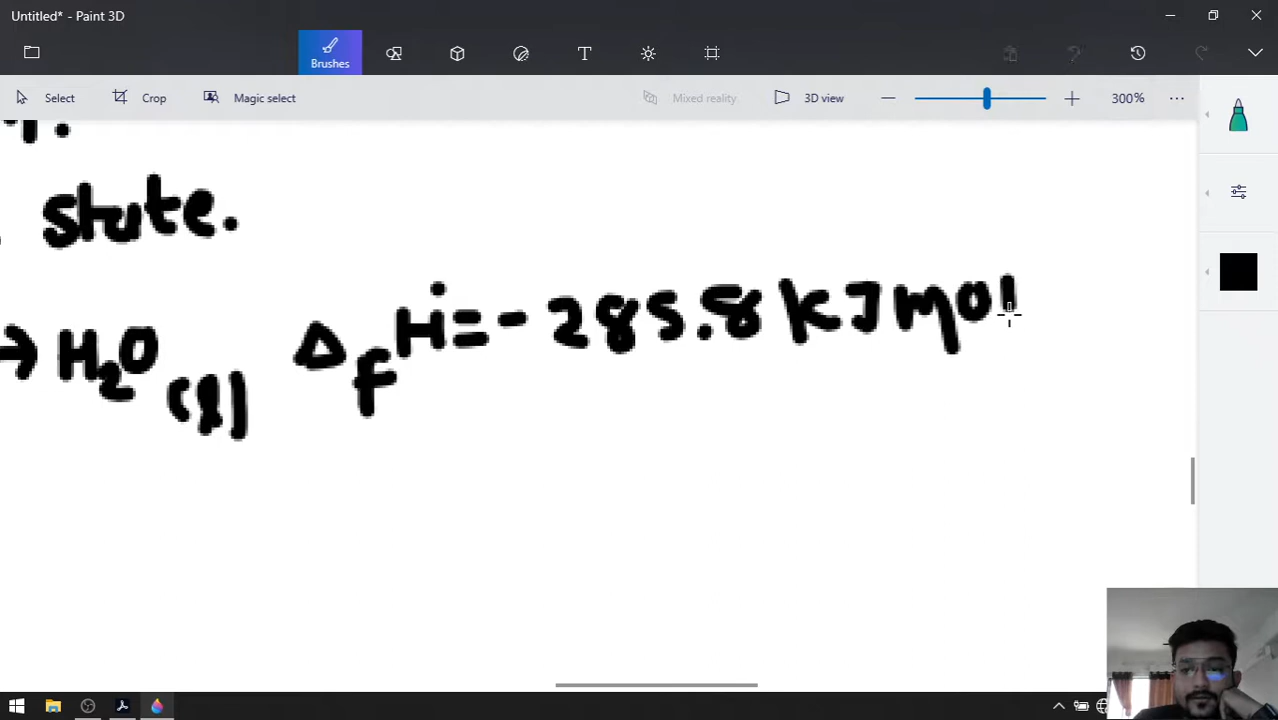 Untitled* - Paint 3D
Brushes
Select Crop Magic select Mixed reality 3D view 300%
state.
→ H₂O(l) ΔfH° = - 285.8 kJ mol